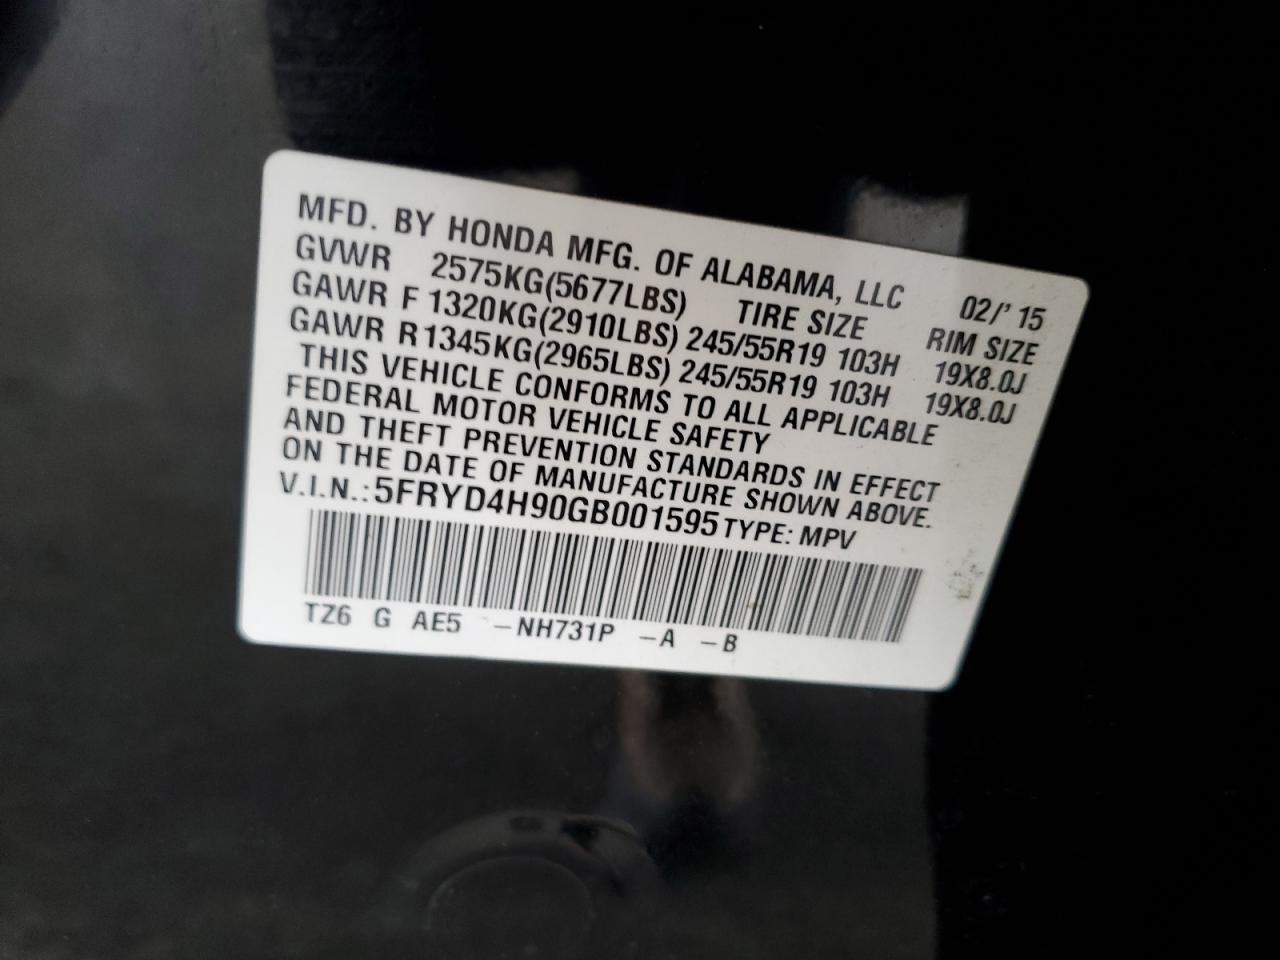 MFD. BY HONDA MFG. OF ALABAMA, LLC 02/'15
GVWR 2575KG(5677LBS) TIRE SIZE RIM SIZE
GAWR F 1320KG(2910LBS) 245/55R19 103H 19X8.0J
GAWR R 1345KG(2965LBS) 245/55R19 103H 19X8.0J
THIS VEHICLE CONFORMS TO ALL APPLICABLE
FEDERAL MOTOR VEHICLE SAFETY
AND THEFT PREVENTION STANDARDS IN EFFECT
ON THE DATE OF MANUFACTURE SHOWN ABOVE.
V.I.N.:5FRYD4H90GB001595 TYPE: MPV
TZ6 G AE5 -NH731P -A -B